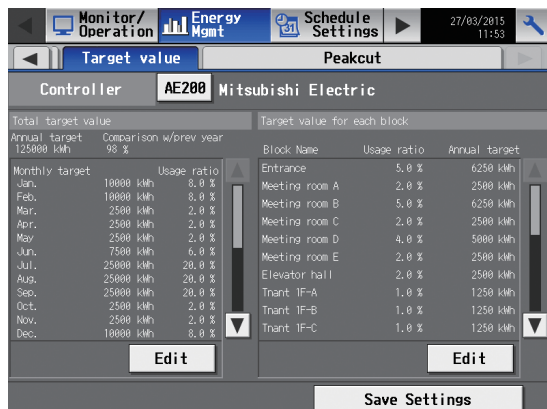 Monitor/ Operation
Energy Mgmt
31
Schedule Settings
27/03/2015 11:53
Target value
Peakcut
Controller AE200 Mitsubishi Electric
Total target value
Annual target Comparison w/prev year
125000 kWh 98 %
Monthly target Usage ratio
Jan. 10000 kWh 8.0 %
Feb. 10000 kWh 8.0 %
Mar. 2500 kWh 2.0 %
Apr. 2500 kWh 2.0 %
May 2500 kWh 2.0 %
Jun. 7500 kWh 6.0 %
Jul. 25000 kWh 20.0 %
Aug. 25000 kWh 20.0 %
Sep. 25000 kWh 20.0 %
Oct. 2500 kWh 2.0 %
Nov. 2500 kWh 2.0 %
Dec. 10000 kWh 8.0 %
Edit
Target value for each block
Block Name Usage ratio Annual target
Entrance 5.0 % 6250 kWh
Meeting room A 2.0 % 2500 kWh
Meeting room B 5.0 % 6250 kWh
Meeting room C 2.0 % 2500 kWh
Meeting room D 4.0 % 5000 kWh
Meeting room E 2.0 % 2500 kWh
Elevator hall 2.0 % 2500 kWh
Tnant 1F-A 1.0 % 1250 kWh
Tnant 1F-B 1.0 % 1250 kWh
Tnant 1F-C 1.0 % 1250 kWh
Edit
Save Settings